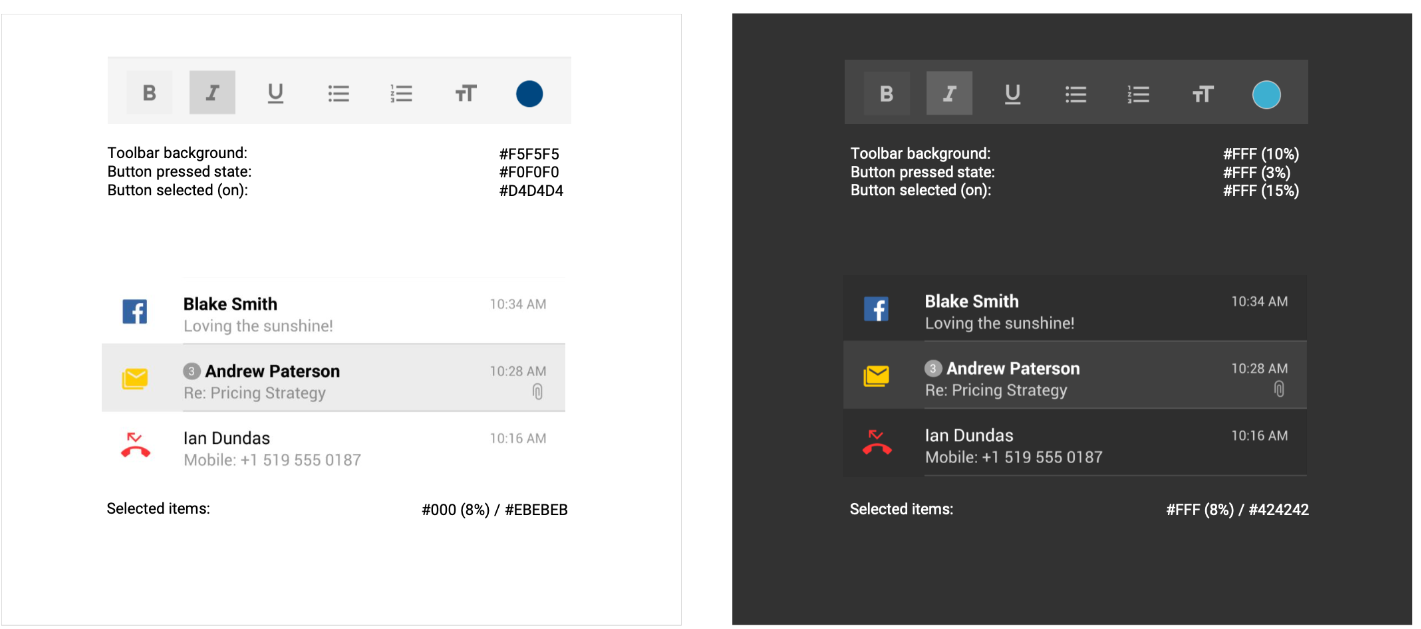 B I U TT
Toolbar background: #F5F5F5
Button pressed state: #F0F0F0
Button selected (on): #D4D4D4
f Blake Smith 10:34 AM
Loving the sunshine!
3 Andrew Paterson 10:28 AM
Re: Pricing Strategy
Ian Dundas 10:16 AM
Mobile: +1 519 555 0187
Selected items: #000 (8%) / #EBEBEB
B I U TT
Toolbar background: #FFF (10%)
Button pressed state: #FFF (3%)
Button selected (on): #FFF (15%)
f Blake Smith 10:34 AM
Loving the sunshine!
3 Andrew Paterson 10:28 AM
Re: Pricing Strategy
Ian Dundas 10:16 AM
Mobile: +1 519 555 0187
Selected items: #FFF (8%) / #424242